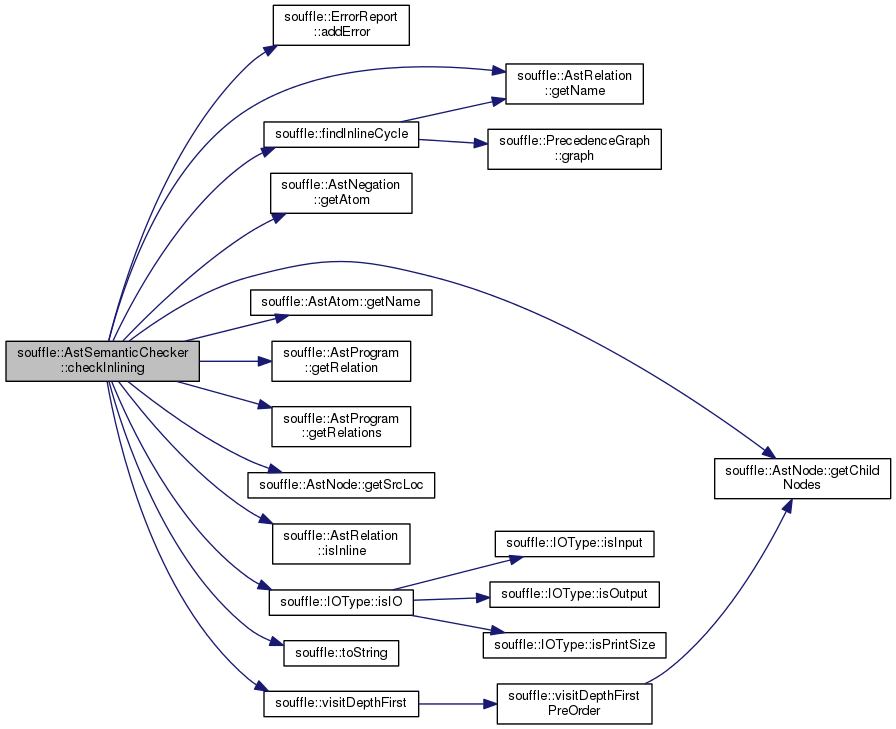 souffle::ErrorReport
::addError
souffle::AstRelation
::getName
souffle::findInlineCycle
souffle::PrecedenceGraph
::graph
souffle::AstNegation
::getAtom
souffle::AstAtom::getName
souffle::AstSemanticChecker
::checkInlining
souffle::AstProgram
::getRelation
souffle::AstProgram
::getRelations
souffle::AstNode::getSrcLoc
souffle::AstNode::getChild
Nodes
souffle::AstRelation
::isInline
souffle::IOType::isInput
souffle::IOType::isIO
souffle::IOType::isOutput
souffle::IOType::isPrintSize
souffle::toString
souffle::visitDepthFirst
souffle::visitDepthFirst
PreOrder